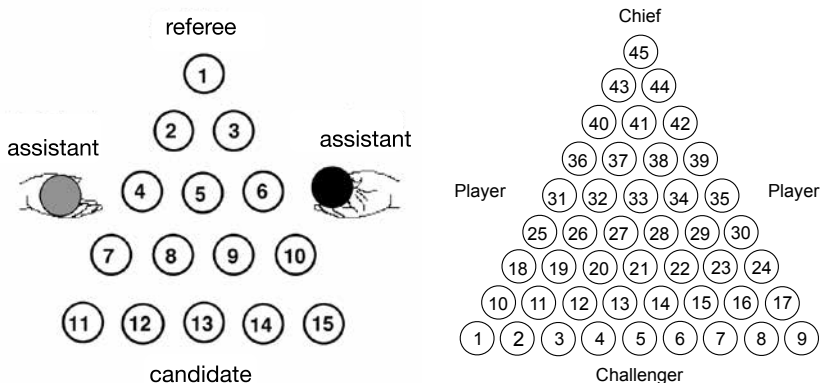 referee
1
2 3
assistant assistant
4 5 6
7 8 9 10
11 12 13 14 15
candidate
Chief
45
43 44
40 41 42
36 37 38 39
Player Player
31 32 33 34 35
25 26 27 28 29 30
18 19 20 21 22 23 24
10 11 12 13 14 15 16 17
1 2 3 4 5 6 7 8 9
Challenger